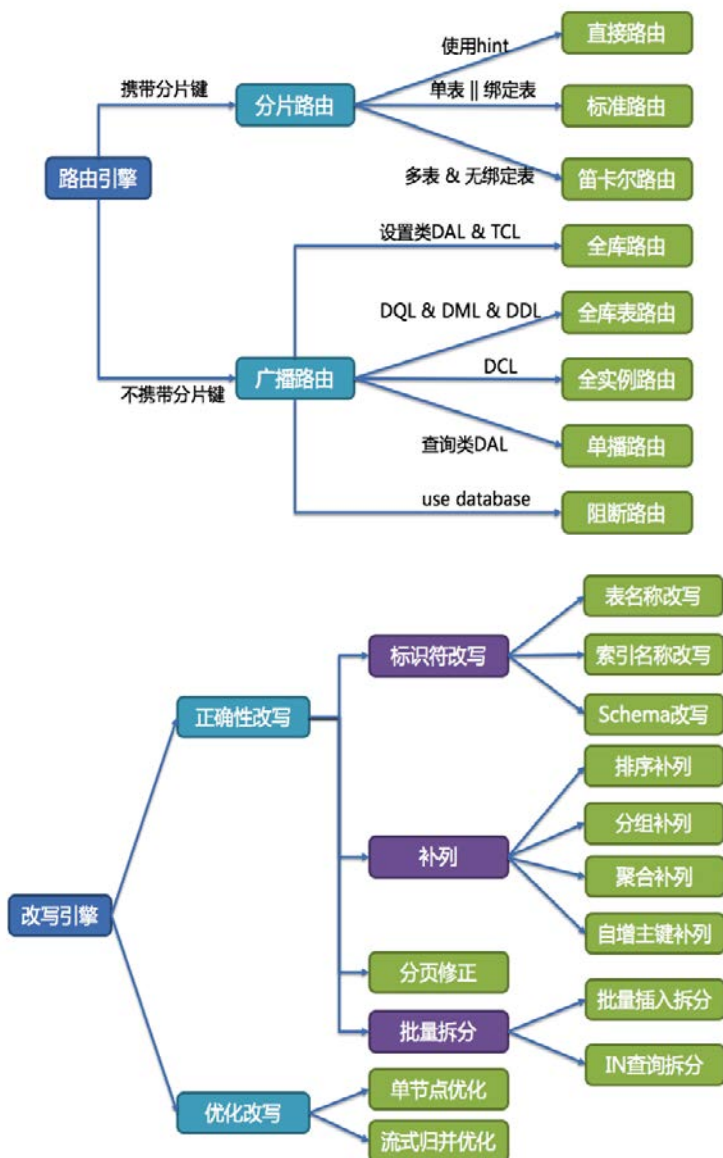 使用hint
直接路由
携带分片键
分片路由
单表 || 绑定表
标准路由
路由引擎
多表 & 无绑定表
笛卡尔路由
设置类DAL & TCL
全库路由
DQL & DML & DDL
全库表路由
不携带分片键
广播路由
DCL
全实例路由
查询类DAL
单播路由
use database
阻断路由
表名称改写
标识符改写
索引名称改写
正确性改写
Schema改写
排序补列
补列
分组补列
聚合补列
改写引擎
自增主键补列
分页修正
批量插入拆分
批量拆分
IN查询拆分
单节点优化
优化改写
流式归并优化